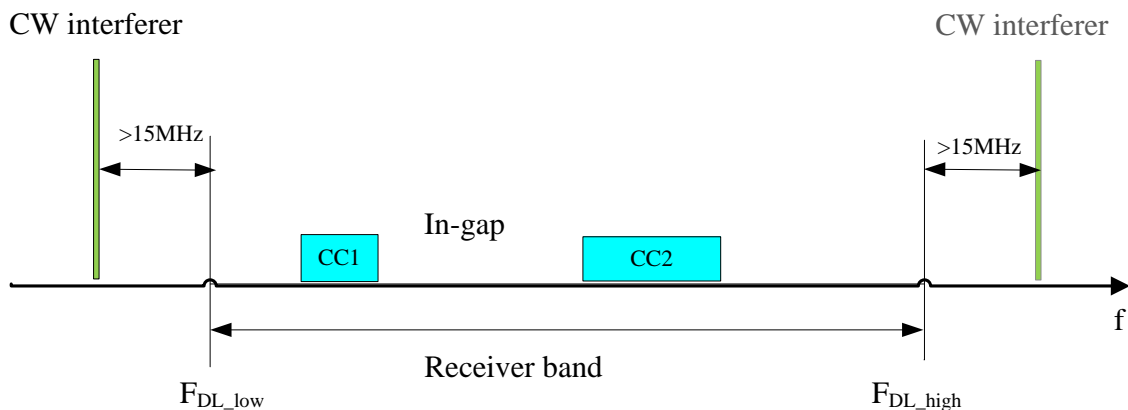 CW interferer
CW interferer
>15MHz
>15MHz
In-gap
CC1
CC2
f
Receiver band
F_DL_low
F_DL_high